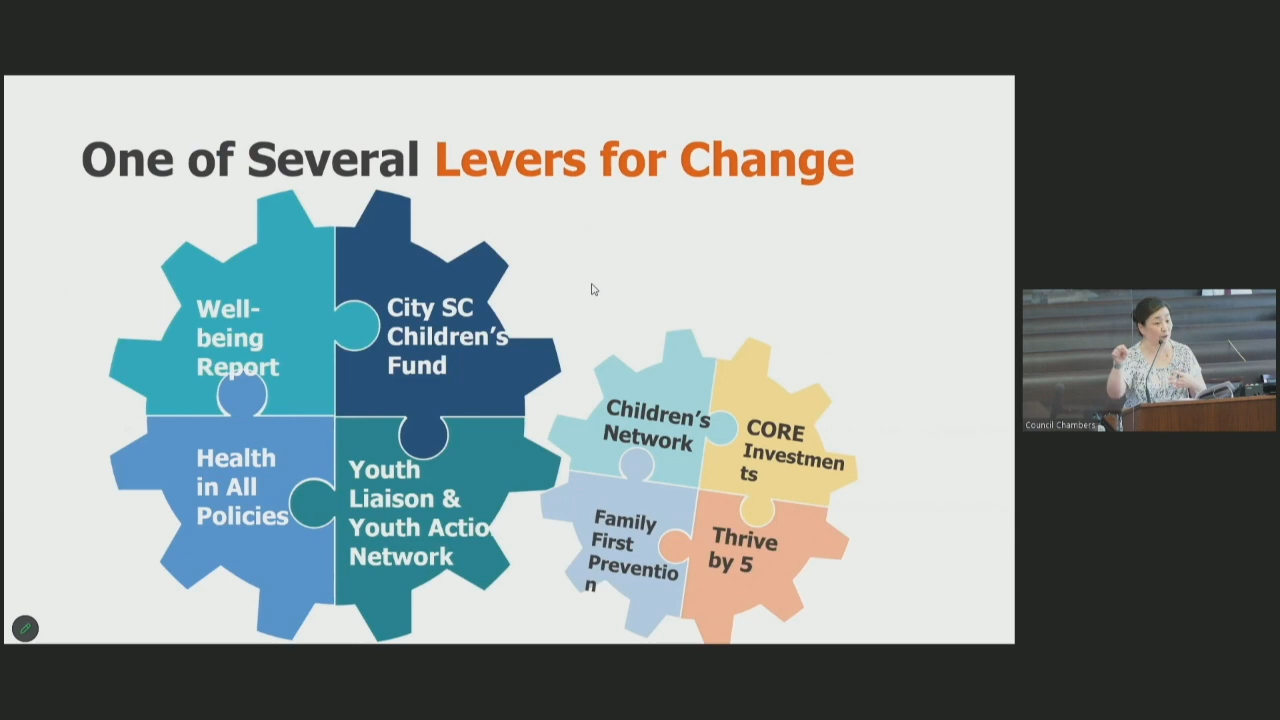 One of Several Levers for Change
Well-
being
Report
City SC
Children's
Fund
Health
in All
Policies
Youth
Liaison &
Youth Actio
Network
Children's
Network
CORE
Investmen
ts
Family
First
Preventio
n
Thrive
by 5
Council Chambers